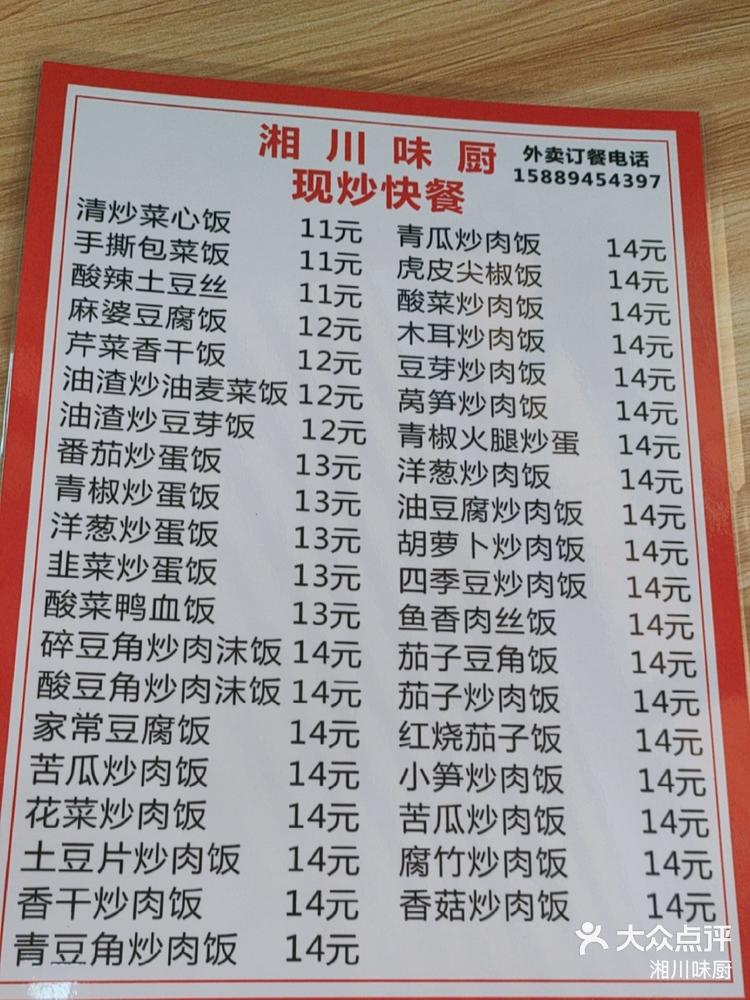 湘川味厨
现炒快餐
外卖订餐电话
15889454397
清炒菜心饭 11元
手撕包菜饭 11元
酸辣土豆丝 11元
麻婆豆腐饭 12元
芹菜香干饭 12元
油渣炒油麦菜饭 12元
油渣炒豆芽饭 12元
番茄炒蛋饭 13元
青椒炒蛋饭 13元
洋葱炒蛋饭 13元
韭菜炒蛋饭 13元
酸菜鸭血饭 13元
碎豆角炒肉沫饭 14元
酸豆角炒肉沫饭 14元
家常豆腐饭 14元
苦瓜炒肉饭 14元
花菜炒肉饭 14元
土豆片炒肉饭 14元
香干炒肉饭 14元
青豆角炒肉饭 14元
青瓜炒肉饭 14元
虎皮尖椒饭 14元
酸菜炒肉饭 14元
木耳炒肉饭 14元
豆芽炒肉饭 14元
莴笋炒肉饭 14元
青椒火腿炒蛋 14元
洋葱炒肉饭 14元
油豆腐炒肉饭 14元
胡萝卜炒肉饭 14元
四季豆炒肉饭 14元
鱼香肉丝饭 14元
茄子豆角饭 14元
茄子炒肉饭 14元
红烧茄子饭 14元
小笋炒肉饭 14元
苦瓜炒肉饭 14元
腐竹炒肉饭 14元
香菇炒肉饭 14元
大众点评
湘川味厨